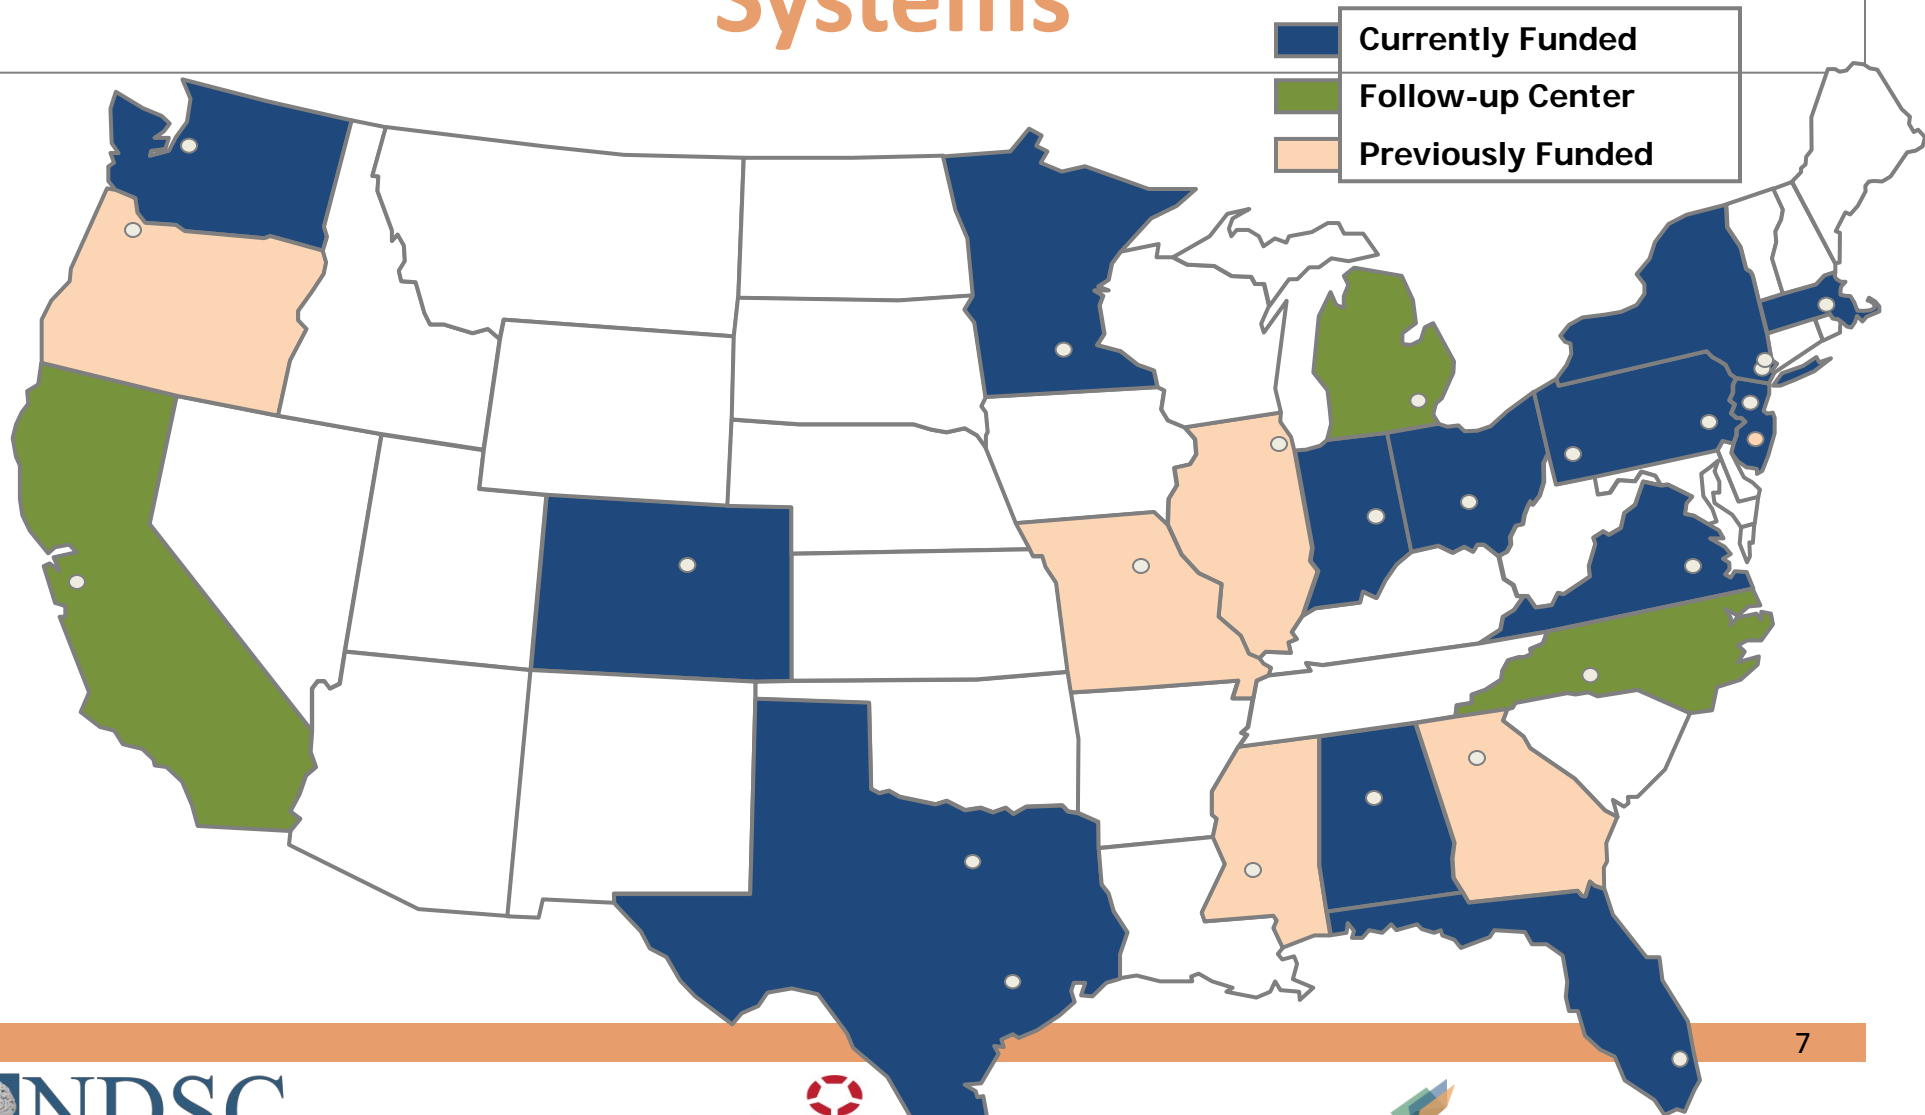 Systems
Currently Funded
Follow-up Center
Previously Funded
7
NDSC